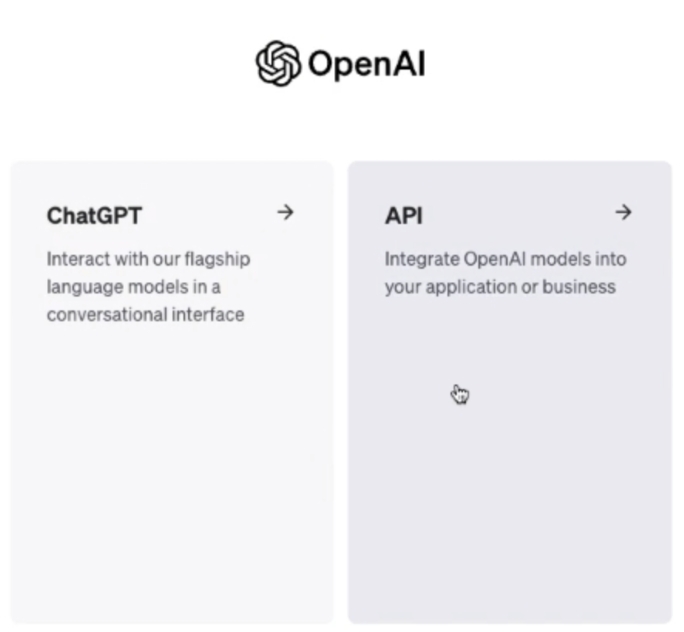 OpenAI
ChatGPT
Interact with our flagship
language models in a
conversational interface
API
Integrate OpenAI models into
your application or business